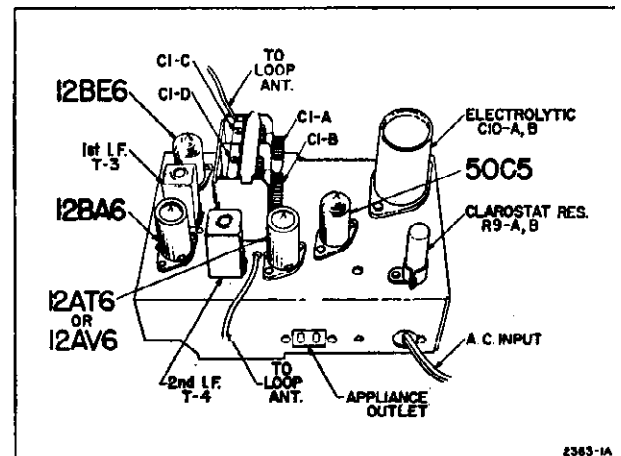 C1-C
TO
LOOP
ANT.
C1-D
12BE6
C1-A
C1-B
ELECTROLYTIC
C10-A, B
1st I.F.
T-3
50C5
12BA6
CLAROSTAT RES.
R9-A, B
12AT6
OR
12AV6
2nd I.F.
T-4
TO
LOOP
ANT.
APPLIANCE
OUTLET
A.C. INPUT
2363-1A